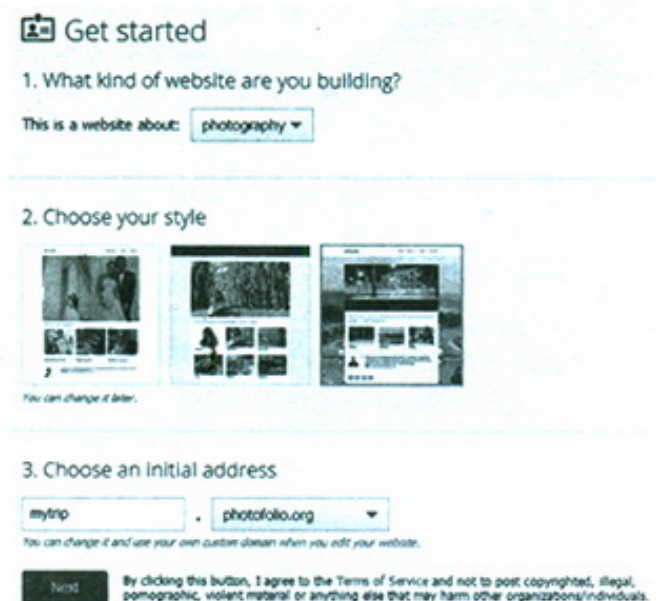 Get started
1. What kind of website are you building?
This is a website about: photography
2. Choose your style
You can change it later.
3. Choose an initial address
mytrip . photofolio.org
You can change it and use your own custom domain when you edit your website.
Next By clicking this button, I agree to the Terms of Service and not to post copyrighted, illegal,
pornographic, violent material or anything else that may harm other organizations/individuals.